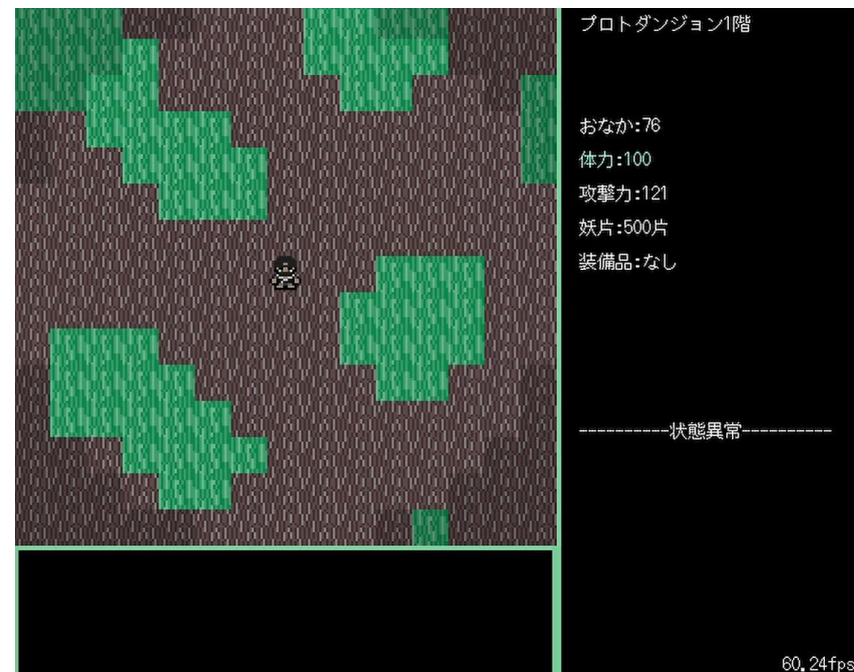 プロトダンジョン1階
おなか:76
体力:100
攻撃力:121
妖片:500片
装備品:なし
----------状態異常----------
60.24fps